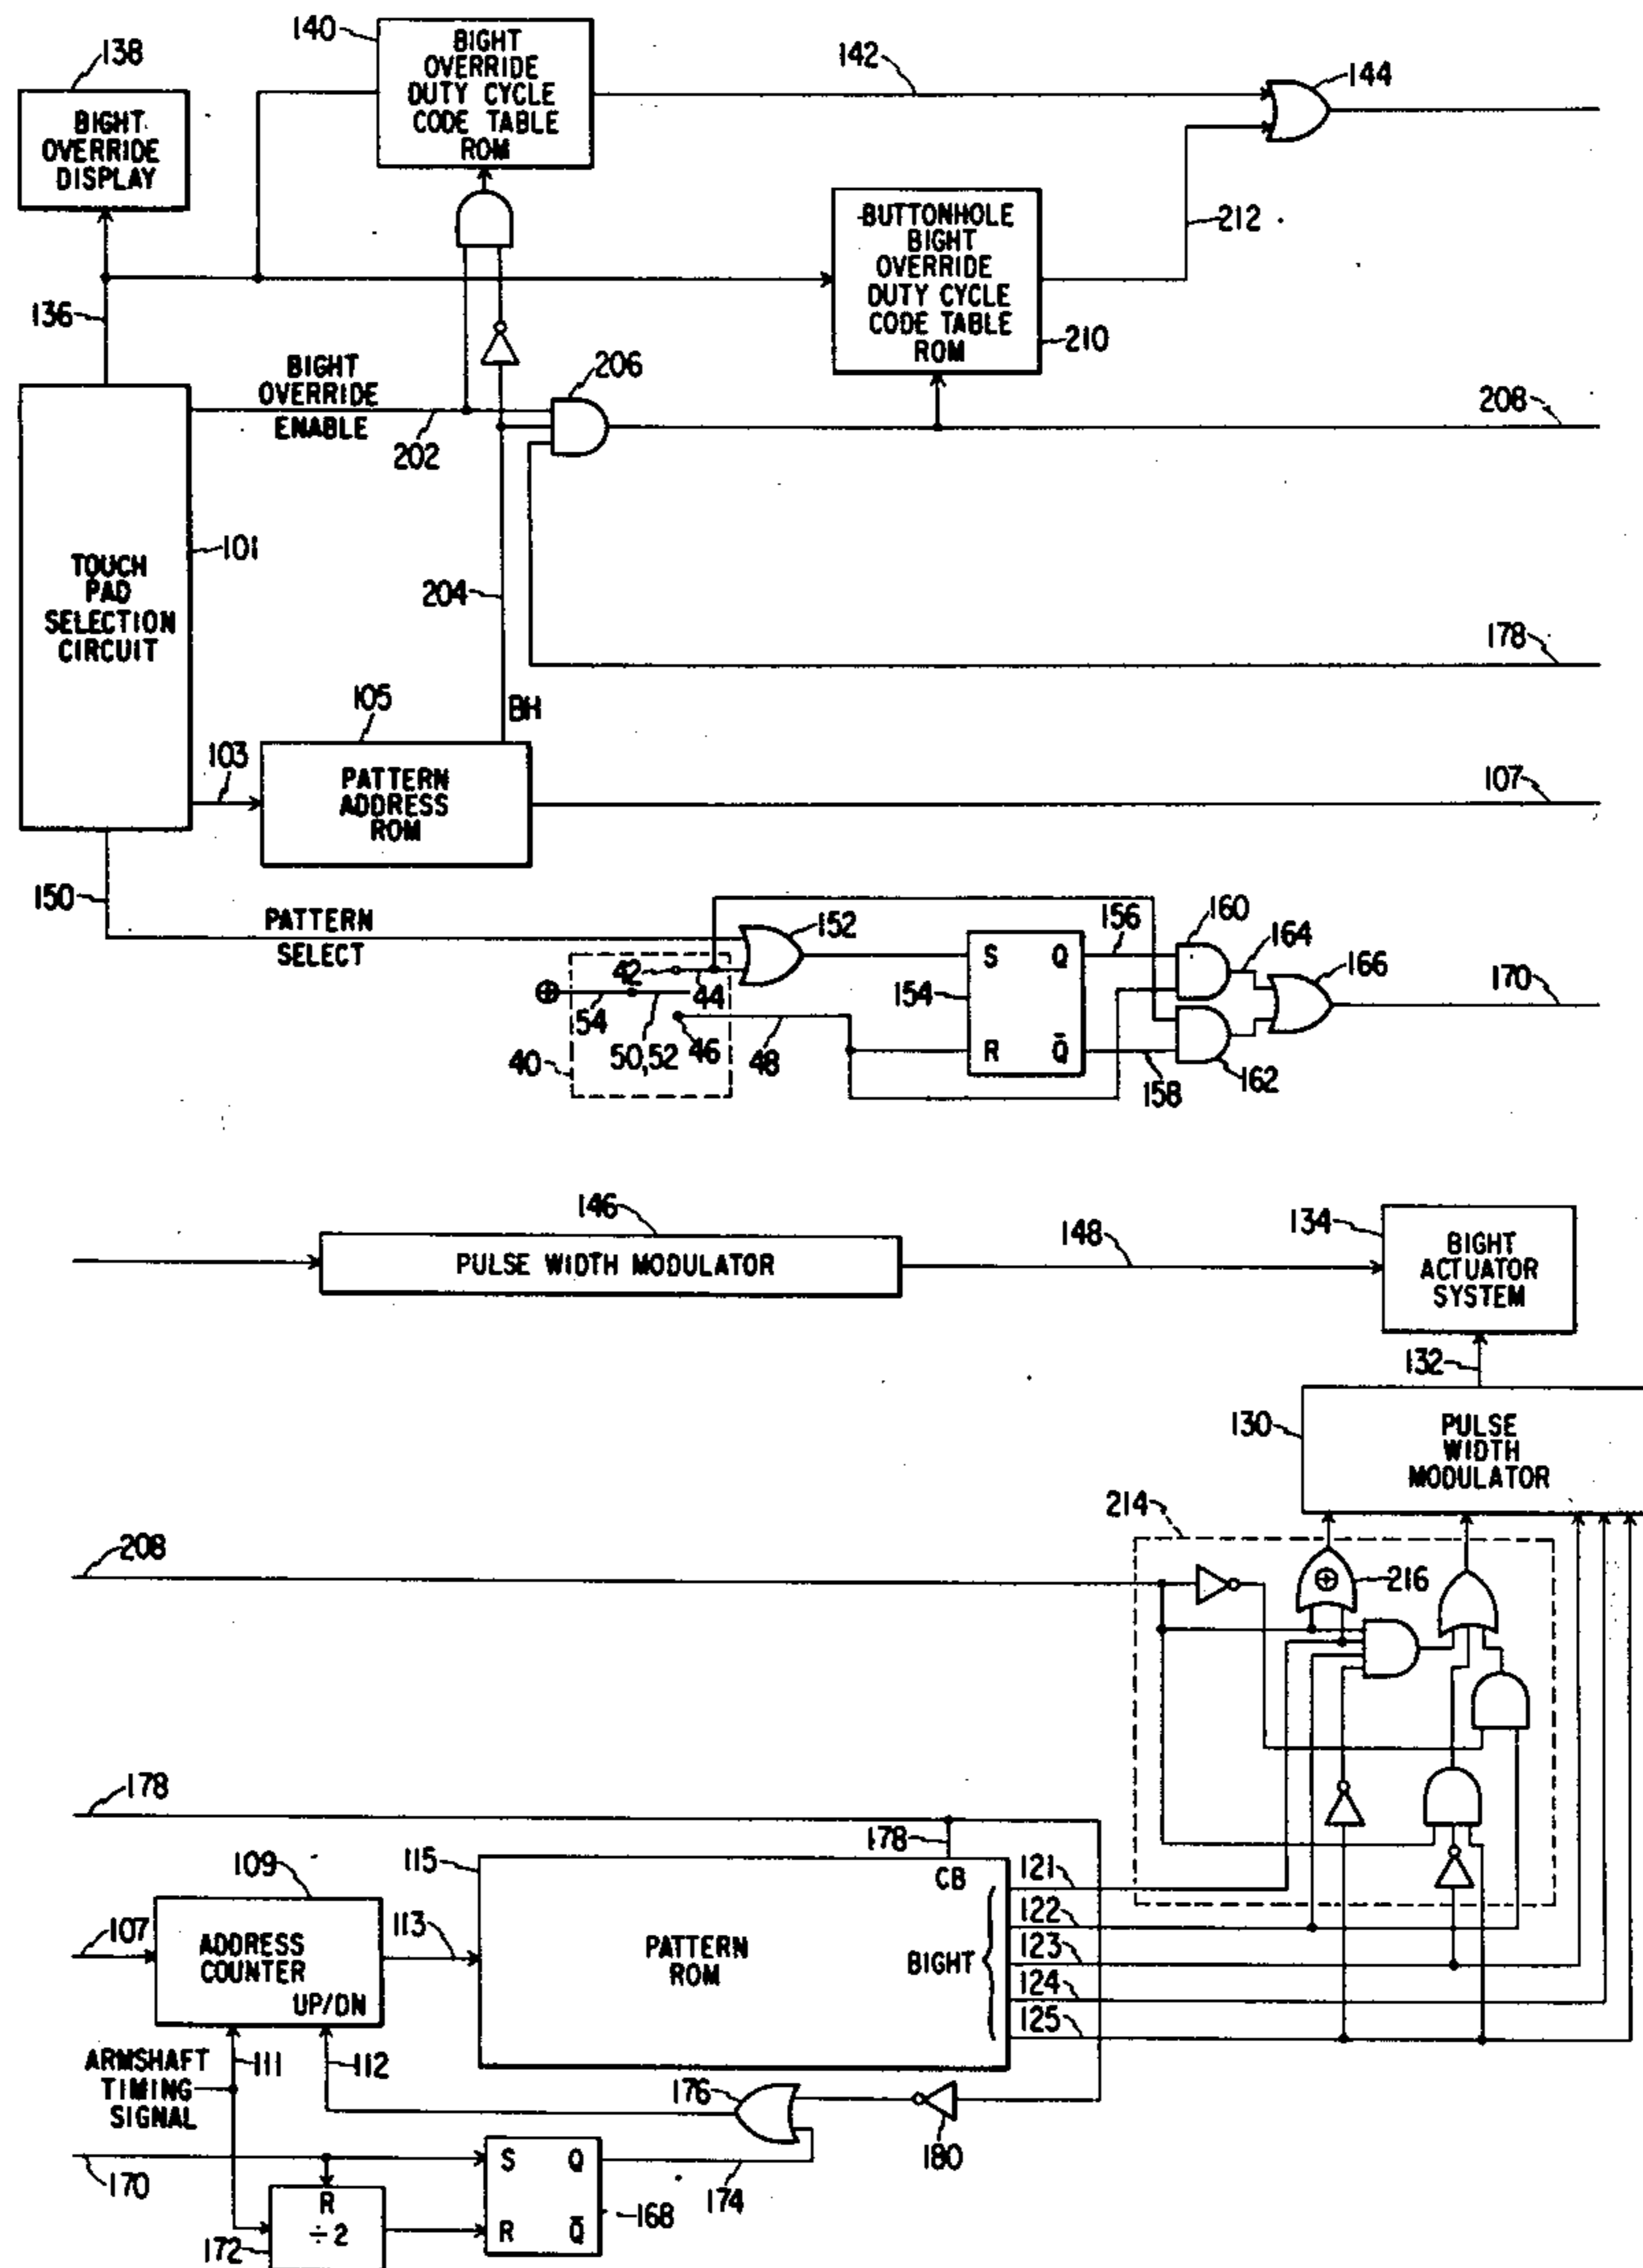 138
BIGHT
OVERRIDE
DISPLAY
140
BIGHT
OVERRIDE
DUTY CYCLE
CODE TABLE
ROM
142
144
BUTTONHOLE
BIGHT
OVERRIDE
DUTY CYCLE
CODE TABLE
ROM
212
210
136
BIGHT
OVERRIDE
ENABLE
202
206
208
TOUCH
PAD
SELECTION
CIRCUIT
101
204
178
BH
105
103
PATTERN
ADDRESS
ROM
107
150
PATTERN
SELECT
152
42
44
54
50,52
46
48
40
154
S Q
R Q̄
156
158
160
162
164
166
170
146
PULSE WIDTH MODULATOR
148
134
BIGHT
ACTUATOR
SYSTEM
132
130
PULSE
WIDTH
MODULATOR
214
208
216
178
178
109
115
CB
121
122
123
124
125
107
ADDRESS
COUNTER
UP/DN
113
PATTERN
ROM
BIGHT
ARMSHAFT
TIMING
SIGNAL
111
112
176
180
170
S Q
R Q̄
174
168
R
÷2
172